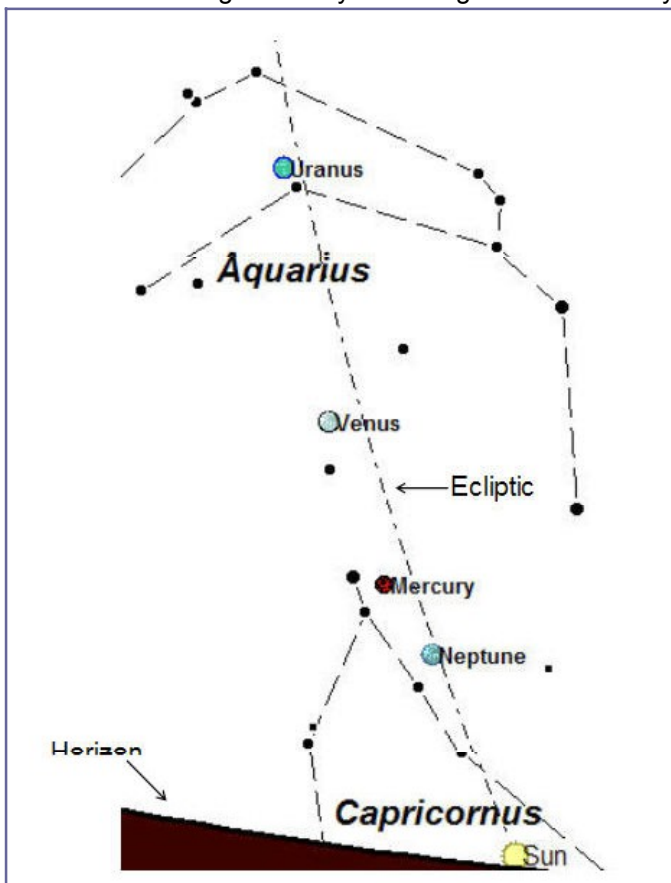 Uranus
Aquarius
Venus
Ecliptic
Mercury
Neptune
Horizon
Capricornus
Sun